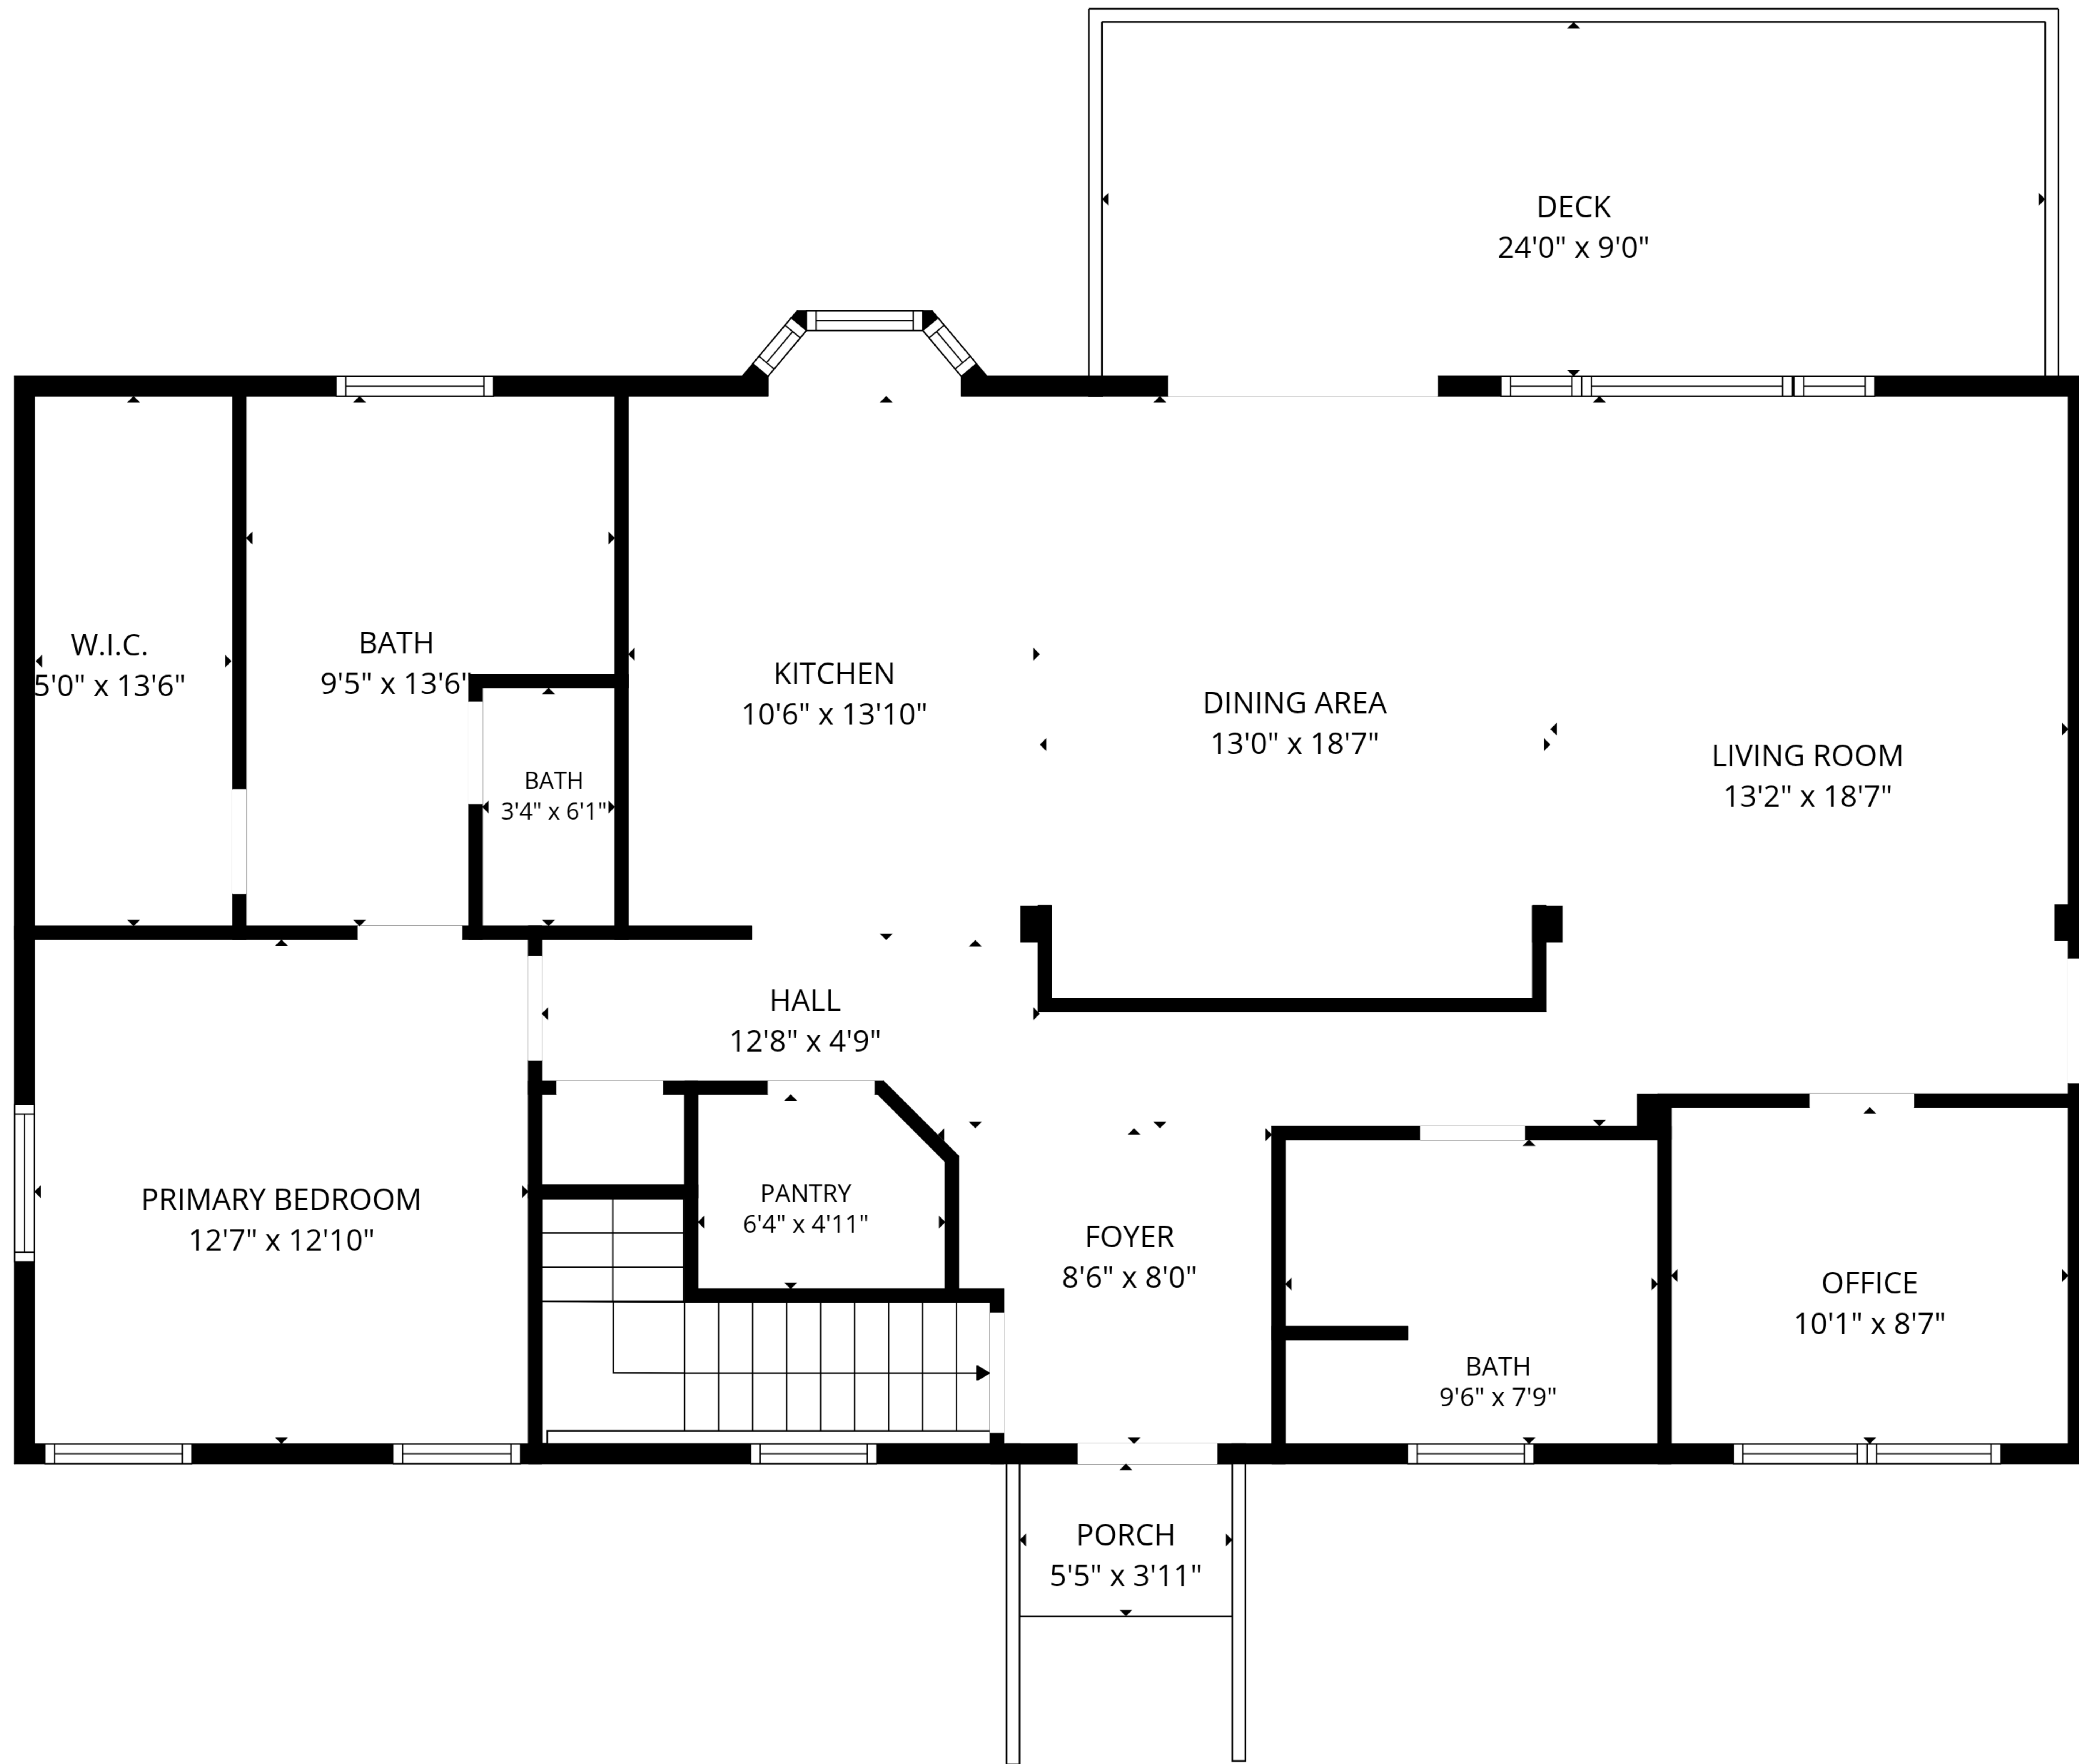 DECK
24'0" x 9'0"
W.I.C.
5'0" x 13'6"
BATH
9'5" x 13'6"
KITCHEN
10'6" x 13'10"
DINING AREA
13'0" x 18'7"
LIVING ROOM
13'2" x 18'7"
BATH
3'4" x 6'1"
HALL
12'8" x 4'9"
PRIMARY BEDROOM
12'7" x 12'10"
PANTRY
6'4" x 4'11"
FOYER
8'6" x 8'0"
OFFICE
10'1" x 8'7"
BATH
9'6" x 7'9"
PORCH
5'5" x 3'11"